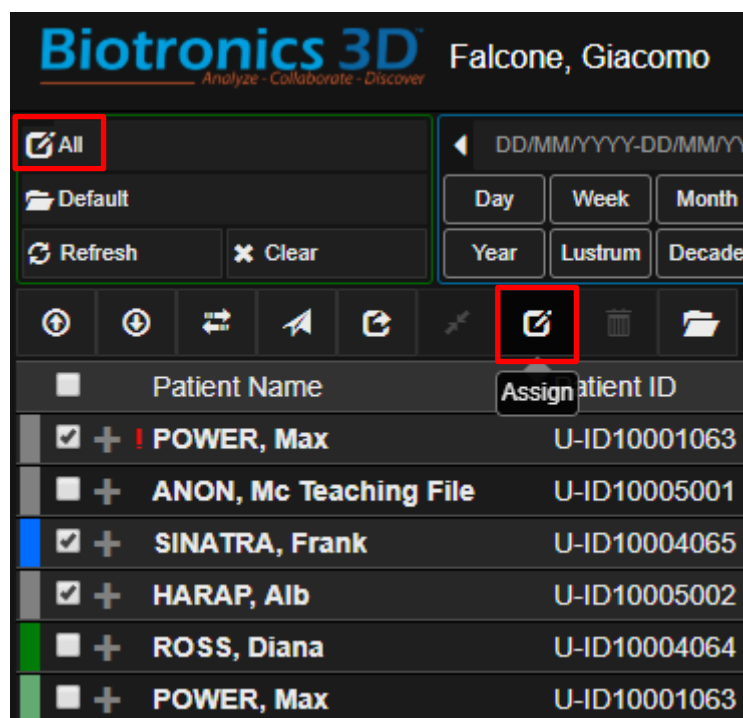 Biotronics 3D
Analyze - Collaborate - Discover
Falcone, Giacomo
All
DD/MM/YYYY-DD/MM/YY
Default
Day Week Month
Refresh Clear
Year Lustrum Decade
Patient Name atient ID
Assign
! POWER, Max U-ID10001063
ANON, Mc Teaching File U-ID10005001
SINATRA, Frank U-ID10004065
HARAP, Alb U-ID10005002
ROSS, Diana U-ID10004064
POWER, Max U-ID10001063